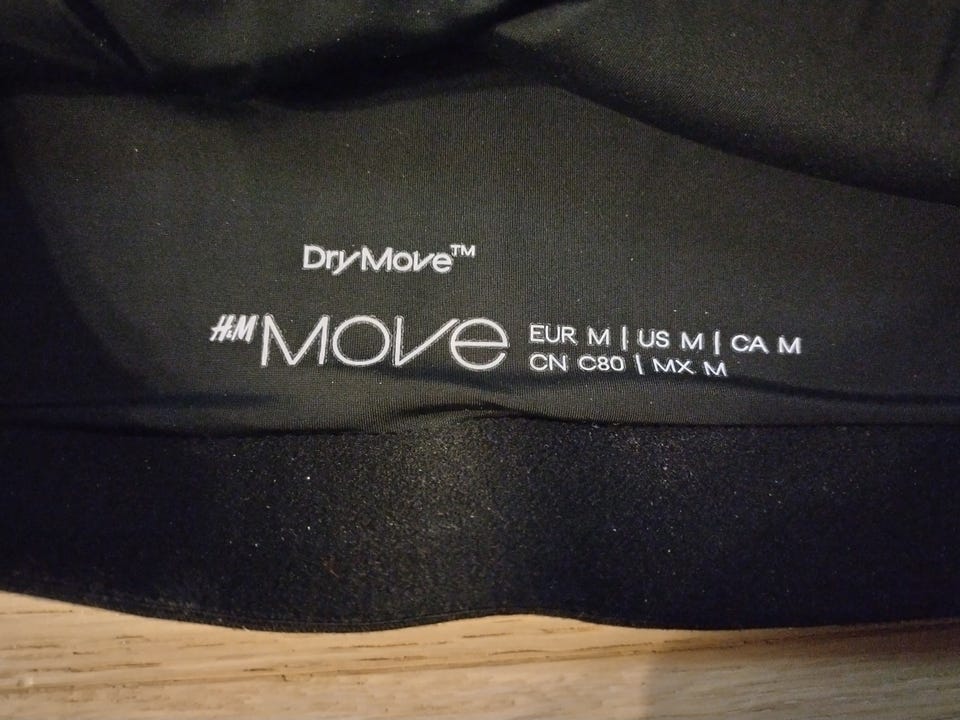 DryMove™
H&M MOVE
EUR M | US M | CA M
CN C80 | MX M